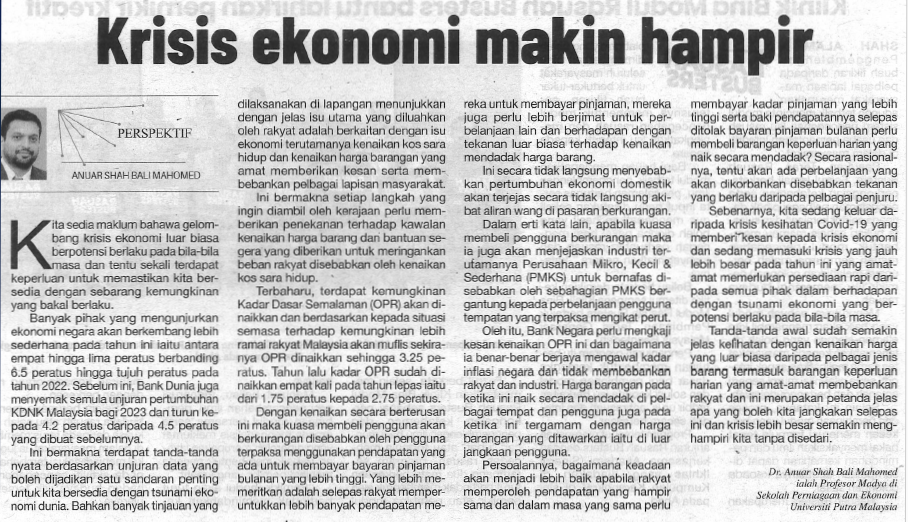 Krisis ekonomi makin hampir
PERSPEKTIF
ANUAR SHAH BALI MAHOMED
Kita sedia maklum bahawa gelom-
bang krisis ekonomi luar biasa
berpotensi berlaku pada bila-bila
masa dan tentu sekali terdapat
keperluan untuk memastikan kita ber-
sedia dengan sebarang kemungkinan
yang bakal berlaku.
Banyak pihak yang mengunjurkan
ekonomi negara akan berkembang lebih
sederhana pada tahun ini iaitu antara
empat hingga lima peratus berbanding
6.5 peratus hingga tujuh peratus pada
tahun 2022. Sebelum ini, Bank Dunia juga
menyemak semula unjuran pertumbuhan
KDNK Malaysia bagi 2023 dan turun ke-
pada 4.2 peratus daripada 4.5 peratus
yang dibuat sebelumnya.
Ini bermakna terdapat tanda-tanda
nyata berdasarkan unjuran data yang
boleh dijadikan satu sandaran penting
untuk kita bersedia dengan tsunami eko-
nomi dunia. Bahkan banyak tinjauan yang
dilaksanakan di lapangan menunjukkan
dengan jelas isu utama yang diluahkan
oleh rakyat adalah berkaitan dengan isu
ekonomi terutamanya kenaikan kos sara
hidup dan kenaikan harga barangan yang
amat memberikan kesan serta mem-
bebankan pelbagai lapisan masyarakat.
Ini bermakna setiap langkah yang
ingin diambil oleh kerajaan perlu mem-
berikan penekanan terhadap kawalan
kenaikan harga barang dan bantuan se-
gera yang diberikan untuk meringankan
beban rakyat disebabkan oleh kenaikan
kos sara hidup.
Terbaharu, terdapat kemungkinan
Kadar Dasar Semalaman (OPR) akan di-
naikkan dan berdasarkan kepada situasi
semasa terhadap kemungkinan lebih
ramai rakyat Malaysia akan muflis sekira-
nya OPR dinaikkan sehingga 3.25 pe-
ratus. Tahun lalu kadar OPR sudah di-
naikkan empat kali pada tahun lepas iaitu
dari 1.75 peratus kepada 2.75 peratus.
Dengan kenaikan secara berterusan
ini maka kuasa membeli pengguna akan
berkurangan disebabkan oleh pengguna
terpaksa menggunakan pendapatan yang
ada untuk membayar bayaran pinjaman
bulanan yang lebih tinggi. Yang lebih me-
meritkan adalah selepas rakyat memper-
untukkan lebih banyak pendapatan me-
reka untuk membayar pinjaman, mereka
juga perlu lebih berjimat untuk per-
belanjaan lain dan berhadapan dengan
tekanan luar biasa terhadap kenaikan
mendadak harga barang.
Ini secara tidak langsung menyebab-
kan pertumbuhan ekonomi domestik
akan terjejas secara tidak langsung aki-
bat aliran wang di pasaran berkurangan.
Dalam erti kata lain, apabila kuasa
membeli pengguna berkurangan maka
ia juga akan menjejaskan industri ter-
utamanya Perusahaan Mikro, Kecil &
Sederhana (PMKS) untuk bernafas di-
sebabkan oleh sebahagian PMKS ber-
gantung kepada perbelanjaan pengguna
tempatan yang terpaksa mengikat perut.
Oleh itu, Bank Negara perlu mengkaji
kesan kenaikan OPR ini dan bagaimana
ia benar-benar berjaya mengawal kadar
inflasi negara dan tidak membebankan
rakyat dan industri. Harga barangan pada
ketika ini naik secara mendadak di pel-
bagai tempat dan pengguna juga pada
ketika ini tergamam dengan harga
barangan yang ditawarkan iaitu di luar
jangkaan pengguna.
Persoalannya, bagaimana keadaan
akan menjadi lebih baik apabila rakyat
memperoleh pendapatan yang hampir
sama dan dalam masa yang sama perlu
membayar kadar pinjaman yang lebih
tinggi serta baki pendapatannya selepas
ditolak bayaran pinjaman bulanan perlu
membeli barangan keperluan harian yang
naik secara mendadak? Secara rasional-
nya, tentu akan ada perbelanjaan yang
akan dikorbankan disebabkan tekanan
yang berlaku daripada pelbagai penjuru.
Sebenarnya, kita sedang keluar da-
ripada krisis kesihatan Covid-19 yang
memberi kesan kepada krisis ekonomi
dan sedang memasuki krisis yang jauh
lebih besar pada tahun ini yang amat-
amat memerlukan persediaan rapi dari-
pada semua pihak dalam berhadapan
dengan tsunami ekonomi yang ber-
potensi berlaku pada bila-bila masa.
Tanda-tanda awal sudah semakin
jelas kelihatan dengan kenaikan harga
yang luar biasa daripada pelbagai jenis
barang termasuk barangan keperluan
harian yang amat-amat membebankan
rakyat dan ini merupakan petanda jelas
apa yang boleh kita jangkakan selepas
ini dan krisis lebih besar semakin meng-
hampiri kita tanpa disedari.
Dr. Anuar Shah Bali Mahomed
ialah Profesor Madya di
Sekolah Perniagaan dan Ekonomi
Universiti Putra Malaysia